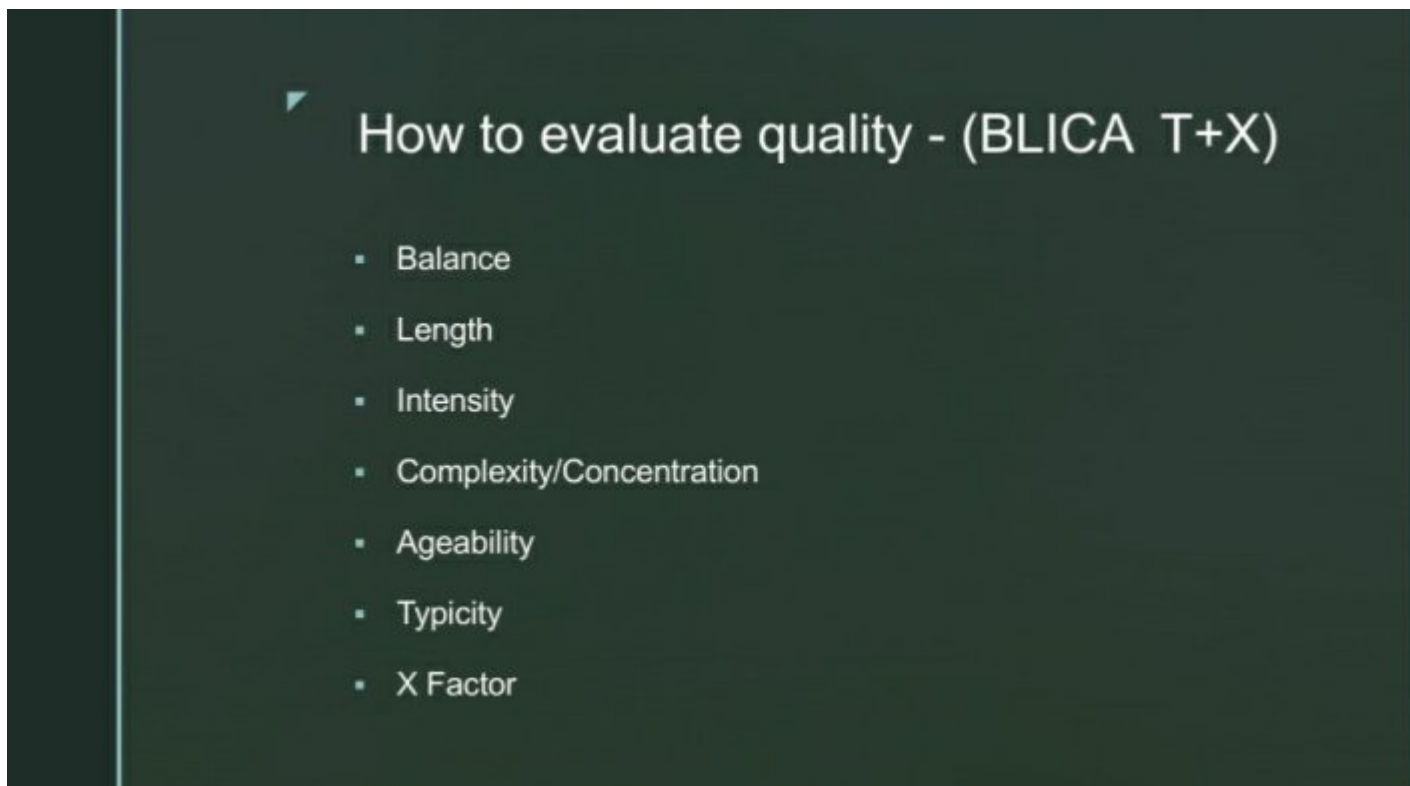 How to evaluate quality - (BLICA T+X)
Balance
Length
Intensity
Complexity/Concentration
Ageability
Typicity
X Factor